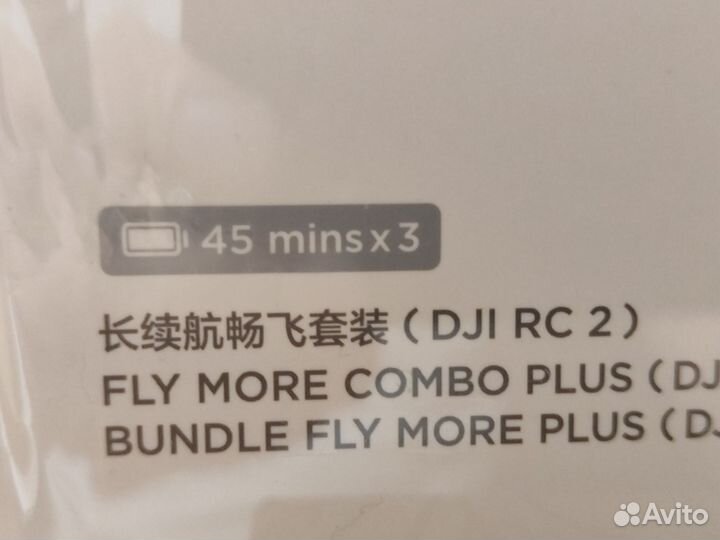 45 mins x 3
长续航畅飞套装（DJI RC 2）
FLY MORE COMBO PLUS (DJ
BUNDLE FLY MORE PLUS (DJ
Avito